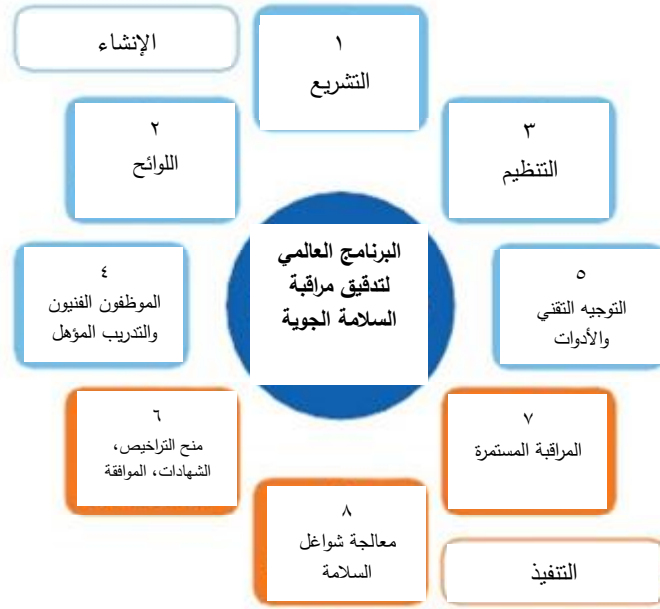 الإنشاء
١
التشريع
٢
اللوائح
٣
التنظيم
البرنامج العالمي
لتدقيق مراقبة
السلامة الجوية
٤
الموظفون الفنيون
والتدريب المؤهل
٥
التوجيه التقني
والأدوات
٦
منح التراخيص،
الشهادات، الموافقة
٧
المراقبة المستمرة
٨
معالجة شواغل
السلامة
التنفيذ